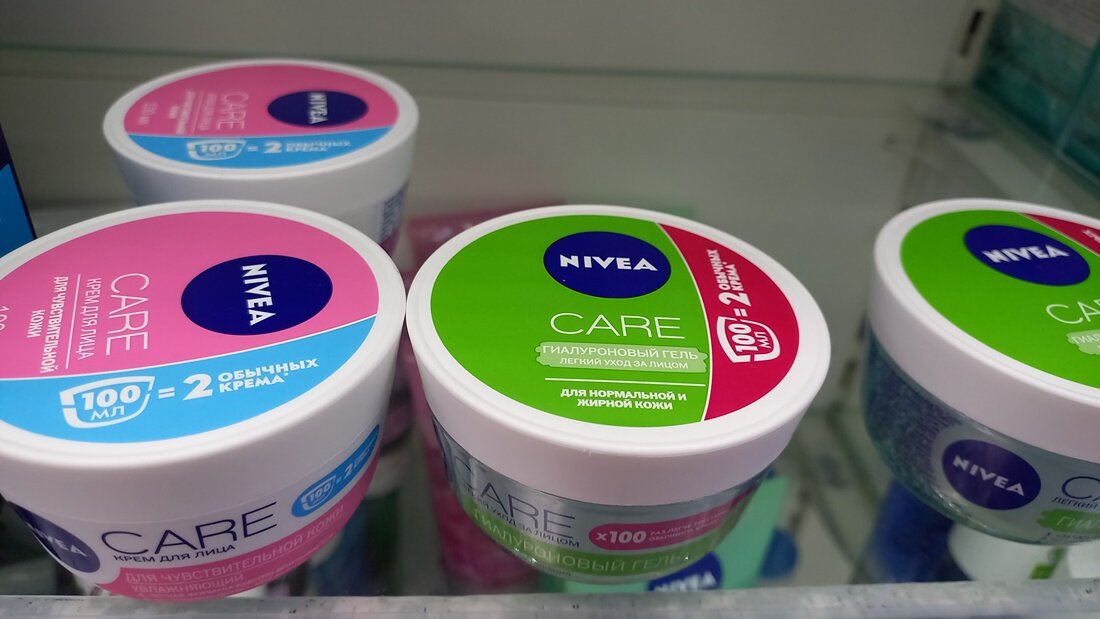 NIVEA
CARE
100
МЛ
= 2 ОБЫЧНЫХ
КРЕМА*
NIVEA
CARE
КРЕМ ДЛЯ ЛИЦА
ДЛЯ ЧУВСТВИТЕЛЬНОЙ
КОЖИ
100
МЛ
= 2 ОБЫЧНЫХ
КРЕМА*
NIVEA
CARE
КРЕМ ДЛЯ ЛИЦА
ДЛЯ ЧУВСТВИТЕЛЬНОЙ КОЖИ
УВЛАЖНЯЮЩИЙ
100
= 2
NIVEA
CARE
ГИАЛУРОНОВЫЙ ГЕЛЬ
ЛЕГКИЙ УХОД ЗА ЛИЦОМ
ДЛЯ НОРМАЛЬНОЙ И
ЖИРНОЙ КОЖИ
100
МЛ
= 2 ОБЫЧНЫХ
КРЕМА*
CARE
УХОД ЗА ЛИЦОМ
ГИАЛУРОНОВЫЙ ГЕЛЬ
x100
NIVEA
NIVEA
NIVEA